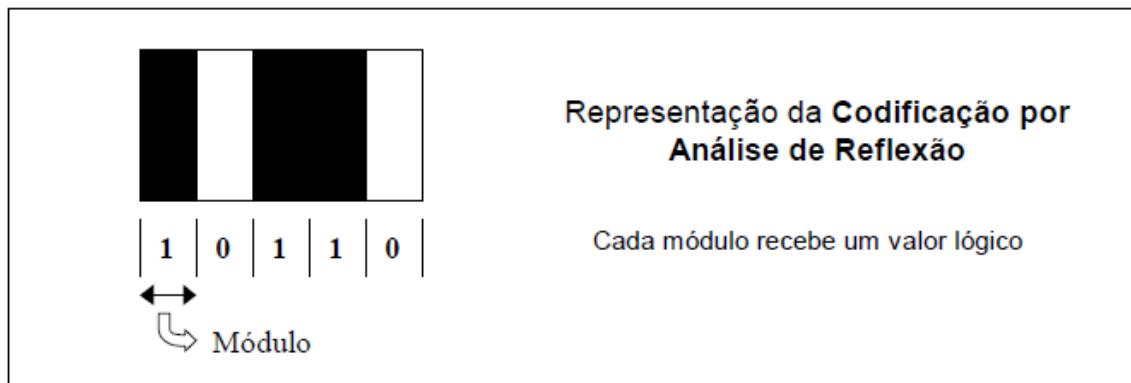 Representação da Codificação por
Análise de Reflexão
1 0 1 1 0
Cada módulo recebe um valor lógico
Módulo